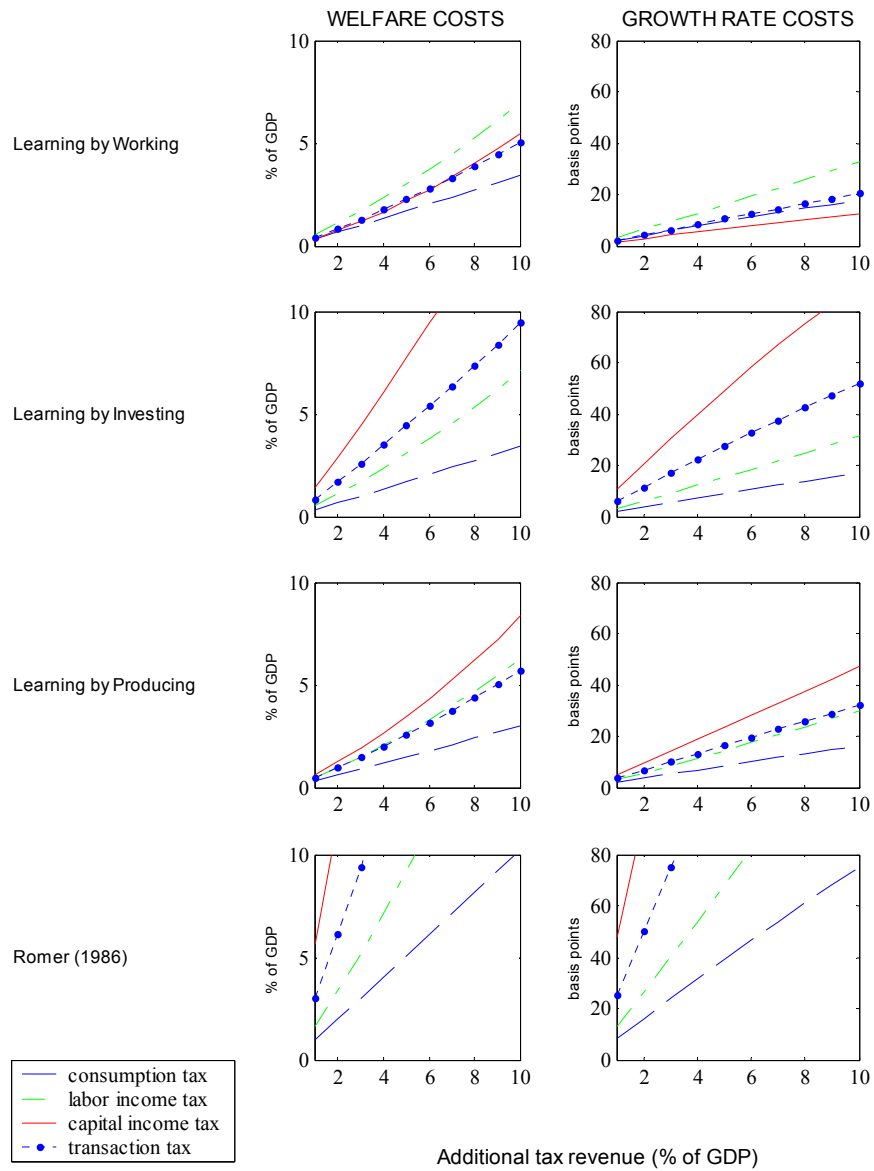 WELFARE COSTS
GROWTH RATE COSTS
Learning by Working
% of GDP
10
5
0
2 4 6 8 10
basis points
80
60
40
20
0
2 4 6 8 10
Learning by Investing
% of GDP
10
5
0
2 4 6 8 10
basis points
80
60
40
20
0
2 4 6 8 10
Learning by Producing
% of GDP
10
5
0
2 4 6 8 10
basis points
80
60
40
20
0
2 4 6 8 10
Romer (1986)
% of GDP
10
5
0
2 4 6 8 10
basis points
80
60
40
20
0
2 4 6 8 10
consumption tax
labor income tax
capital income tax
transaction tax
Additional tax revenue (% of GDP)